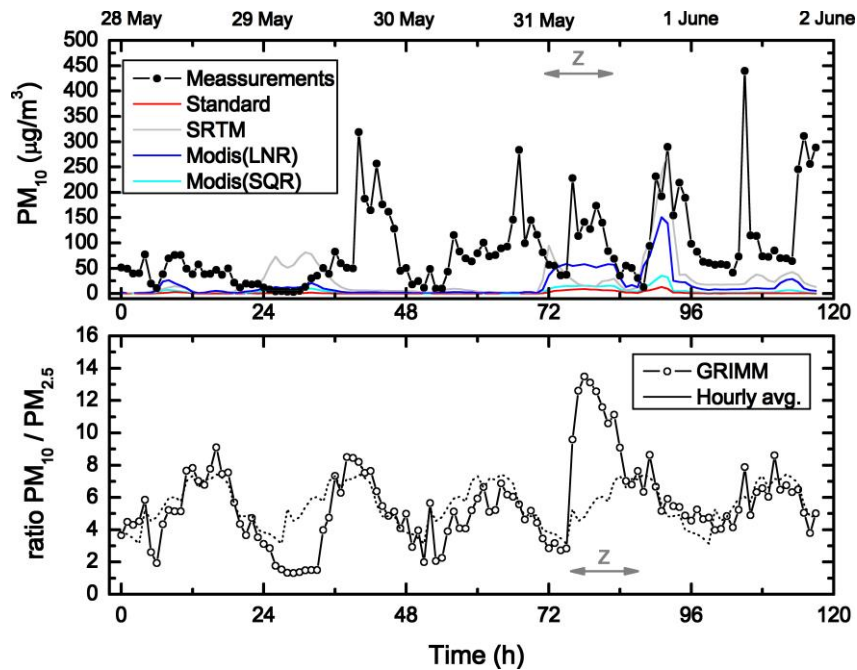 28 May 29 May 30 May 31 May 1 June 2 June
500
450
400
350
300
250
200
150
100
50
0
PM10 (μg/m3)
Meassurements
Standard
SRTM
Modis(LNR)
Modis(SQR)
Z
0 24 48 72 96 120
16
14
12
10
8
6
4
2
0
ratio PM10 / PM2.5
GRIMM
Hourly avg.
Z
0 24 48 72 96 120
Time (h)